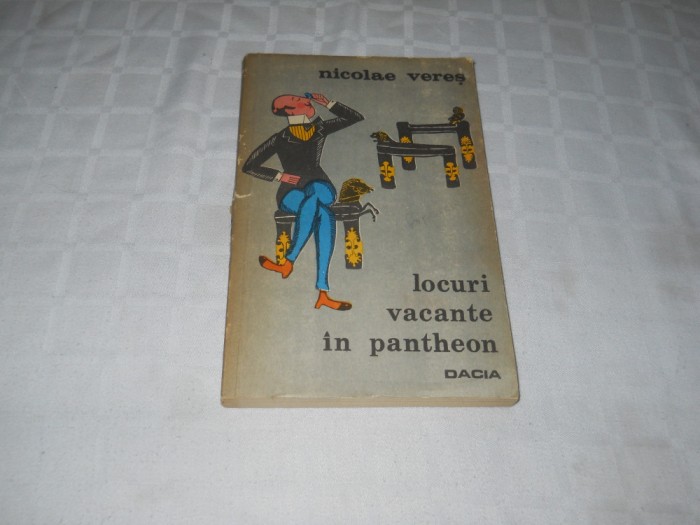 nicolae vereș
locuri
vacante
în pantheon
DACIA